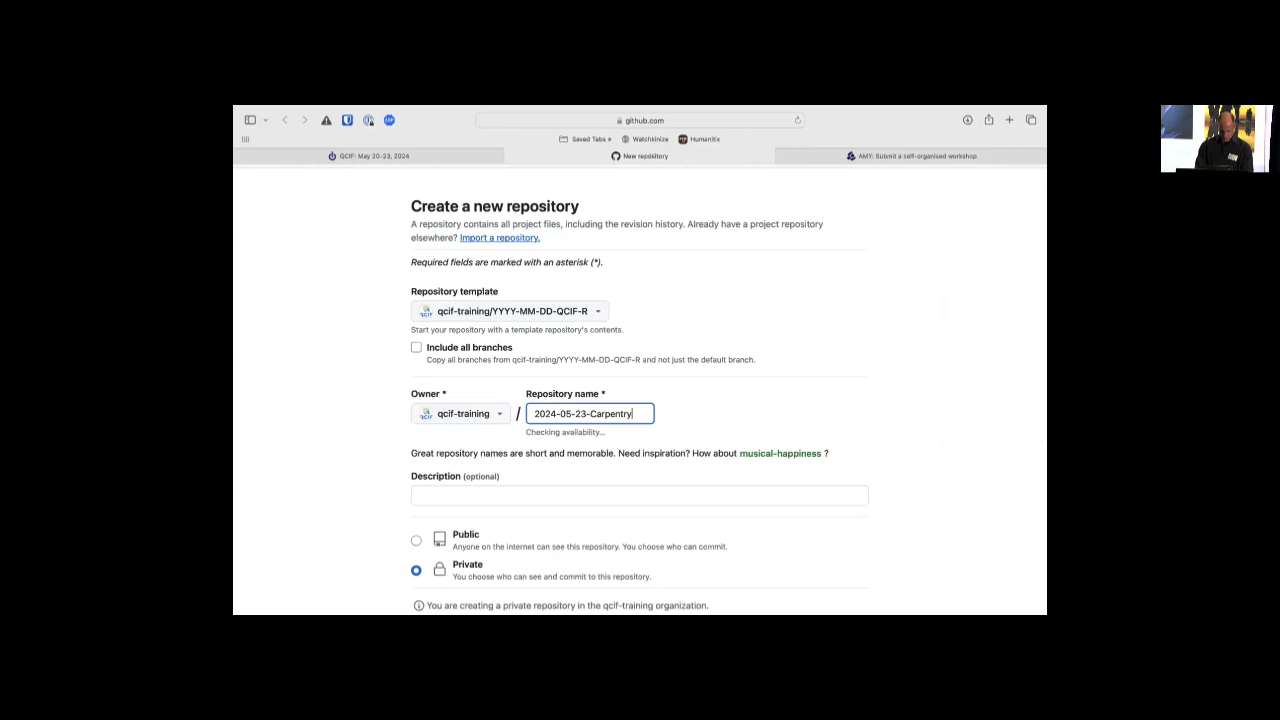 github.com
Saved Tabs
Watchkinize
Humanitix
QCIF: May 20-23, 2024
New repository
AMY: Submit a self-organised workshop
Create a new repository
A repository contains all project files, including the revision history. Already have a project repository
elsewhere? Import a repository.
Required fields are marked with an asterisk (*).
Repository template
qcif-training/YYYY-MM-DD-QCIF-R
Start your repository with a template repository's contents.
Include all branches
Copy all branches from qcif-training/YYYY-MM-DD-QCIF-R and not just the default branch.
Owner *
Repository name *
qcif-training / 2024-05-23-Carpentry
Checking availability...
Great repository names are short and memorable. Need inspiration? How about musical-happiness ?
Description (optional)
Public
Anyone on the internet can see this repository. You choose who can commit.
Private
You choose who can see and commit to this repository.
You are creating a private repository in the qcif-training organization.